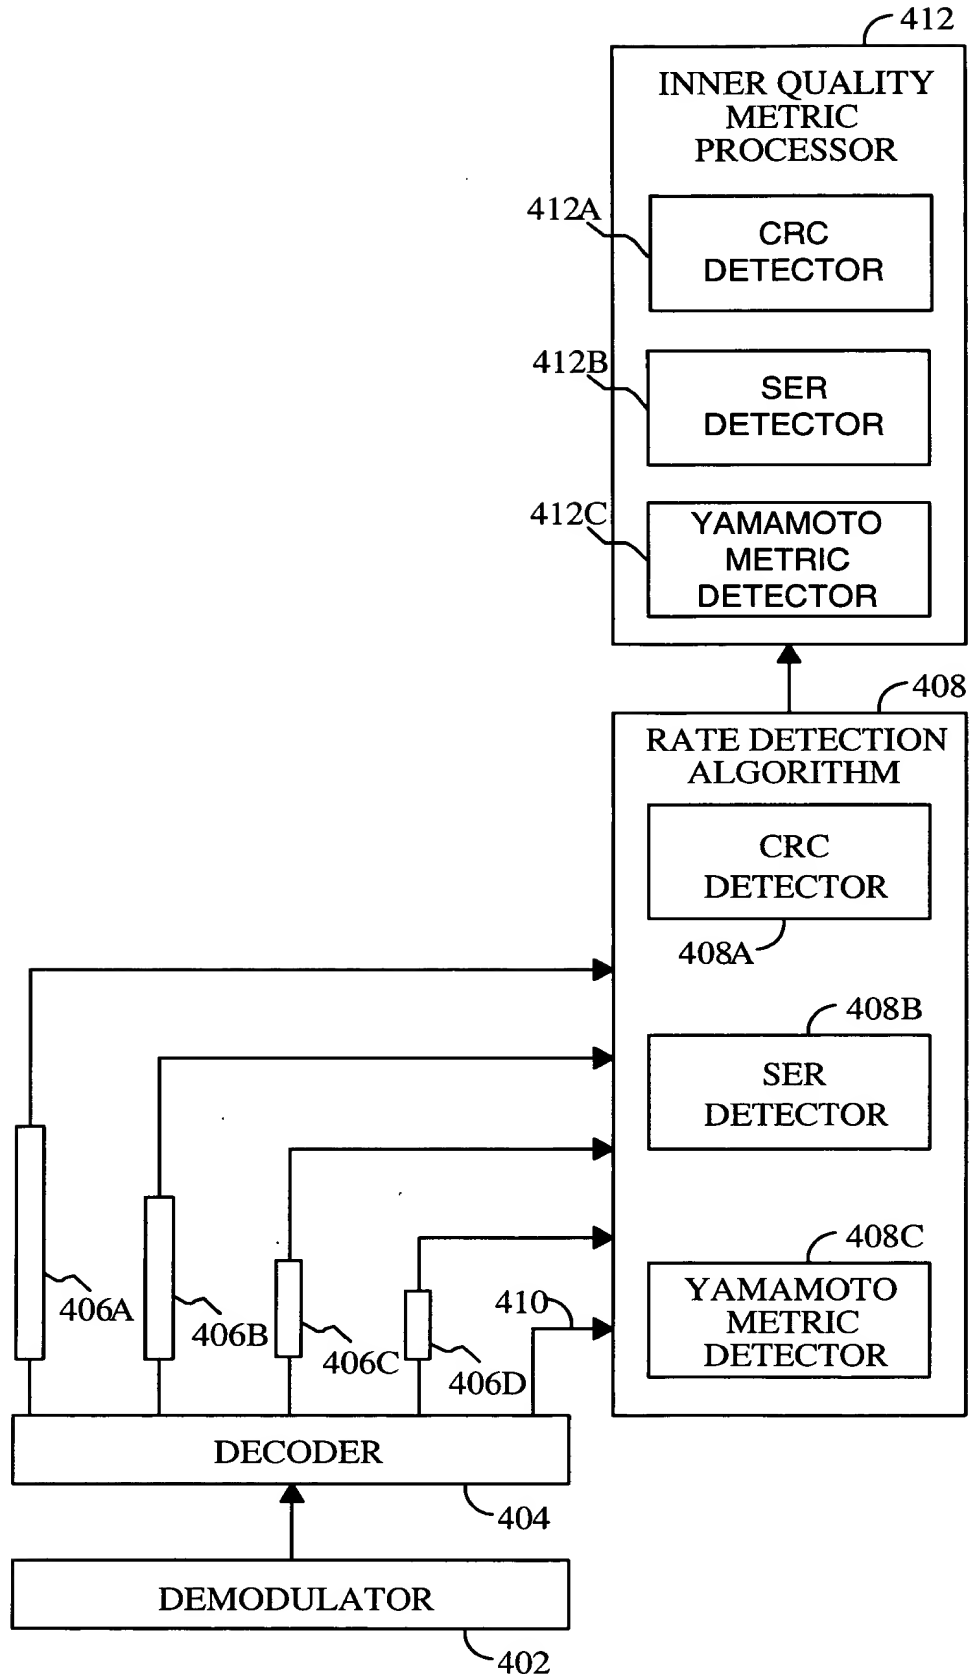 412
INNER QUALITY
METRIC
PROCESSOR
412A
CRC
DETECTOR
412B
SER
DETECTOR
412C
YAMAMOTO
METRIC
DETECTOR
408
RATE DETECTION
ALGORITHM
CRC
DETECTOR
408A
408B
SER
DETECTOR
408C
YAMAMOTO
METRIC
DETECTOR
406A
406B
406C
406D
410
DECODER
404
DEMODULATOR
402